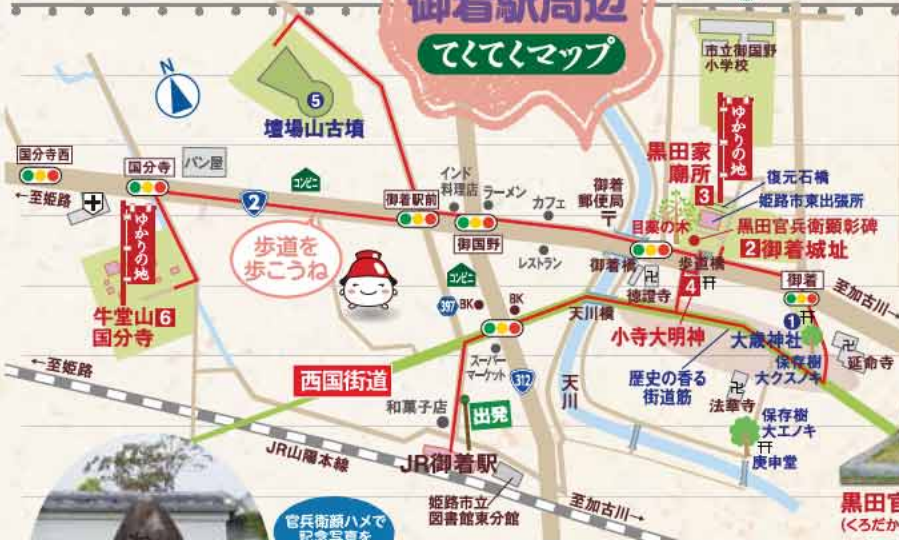 御着駅周辺
てくてくマップ
市立御国野
小学校
N
5
壇場山古墳
ゆかりの地
黒田家
廟所
3
復元石橋
姫路市東出張所
目薬の木
黒田官兵衛顕彰碑
2御着城址
国分寺西
国分寺
パン屋
←至姫路
2
コンビニ
御着駅前
インド
料理店
ラーメン
カフェ
御着
郵便局
〒
御国野
レストラン
御着橋
歩道橋
徳證寺
4
御着
至加古川→
歩道を
歩こうね
ゆかりの地
牛堂山6
国分寺
コンビニ
397
BK
BK
天川橋
小寺大明神
1
大歳神社
保存樹
大クスノキ
延命寺
スーパー
マーケット
312
天川
歴史の香る
街道筋
法華寺
保存樹
大エノキ
庚申堂
←至姫路
西国街道
和菓子店
出発
JR山陽本線
JR御着駅
姫路市立
図書館東分館
至加古川→
官兵衛顔ハメで
記念写真を
黒田官
(くろだか